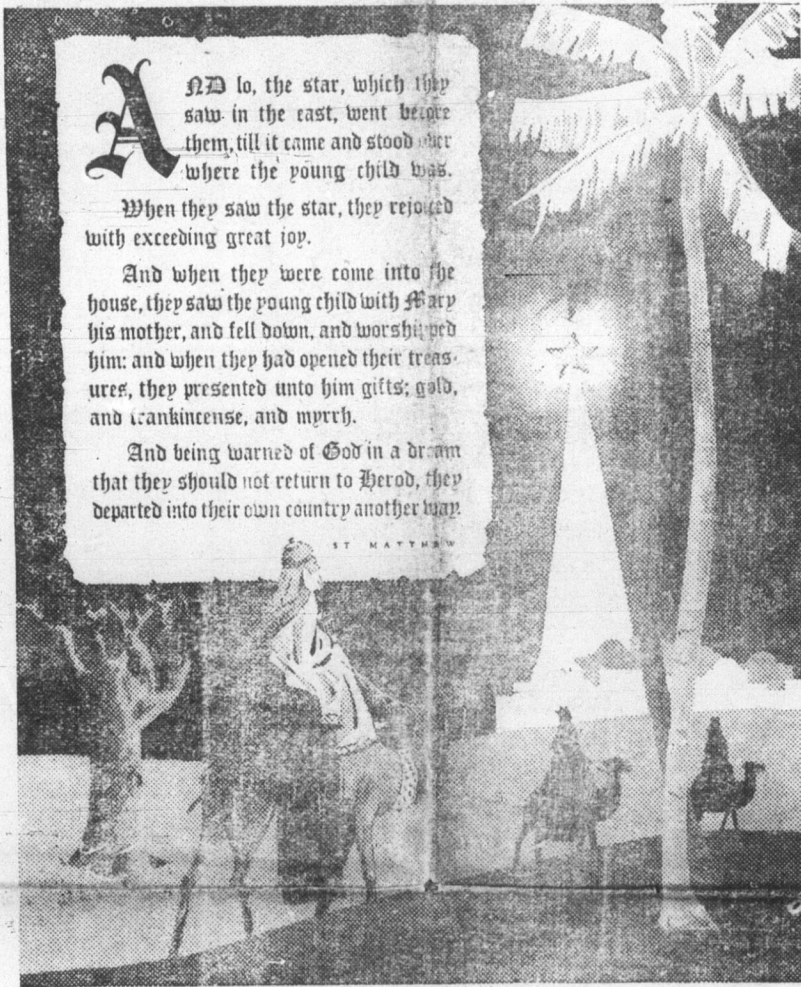 AND lo, the star, which they
saw in the east, went before
them, till it came and stood over
where the young child was.
When they saw the star, they rejoiced
with exceeding great joy.
And when they were come into the
house, they saw the young child with Mary
his mother, and fell down, and worshipped
him: and when they had opened their treas-
ures, they presented unto him gifts; gold,
and frankincense, and myrrh.
And being warned of God in a dream
that they should not return to Herod, they
departed into their own country another way.
ST MATTHEW